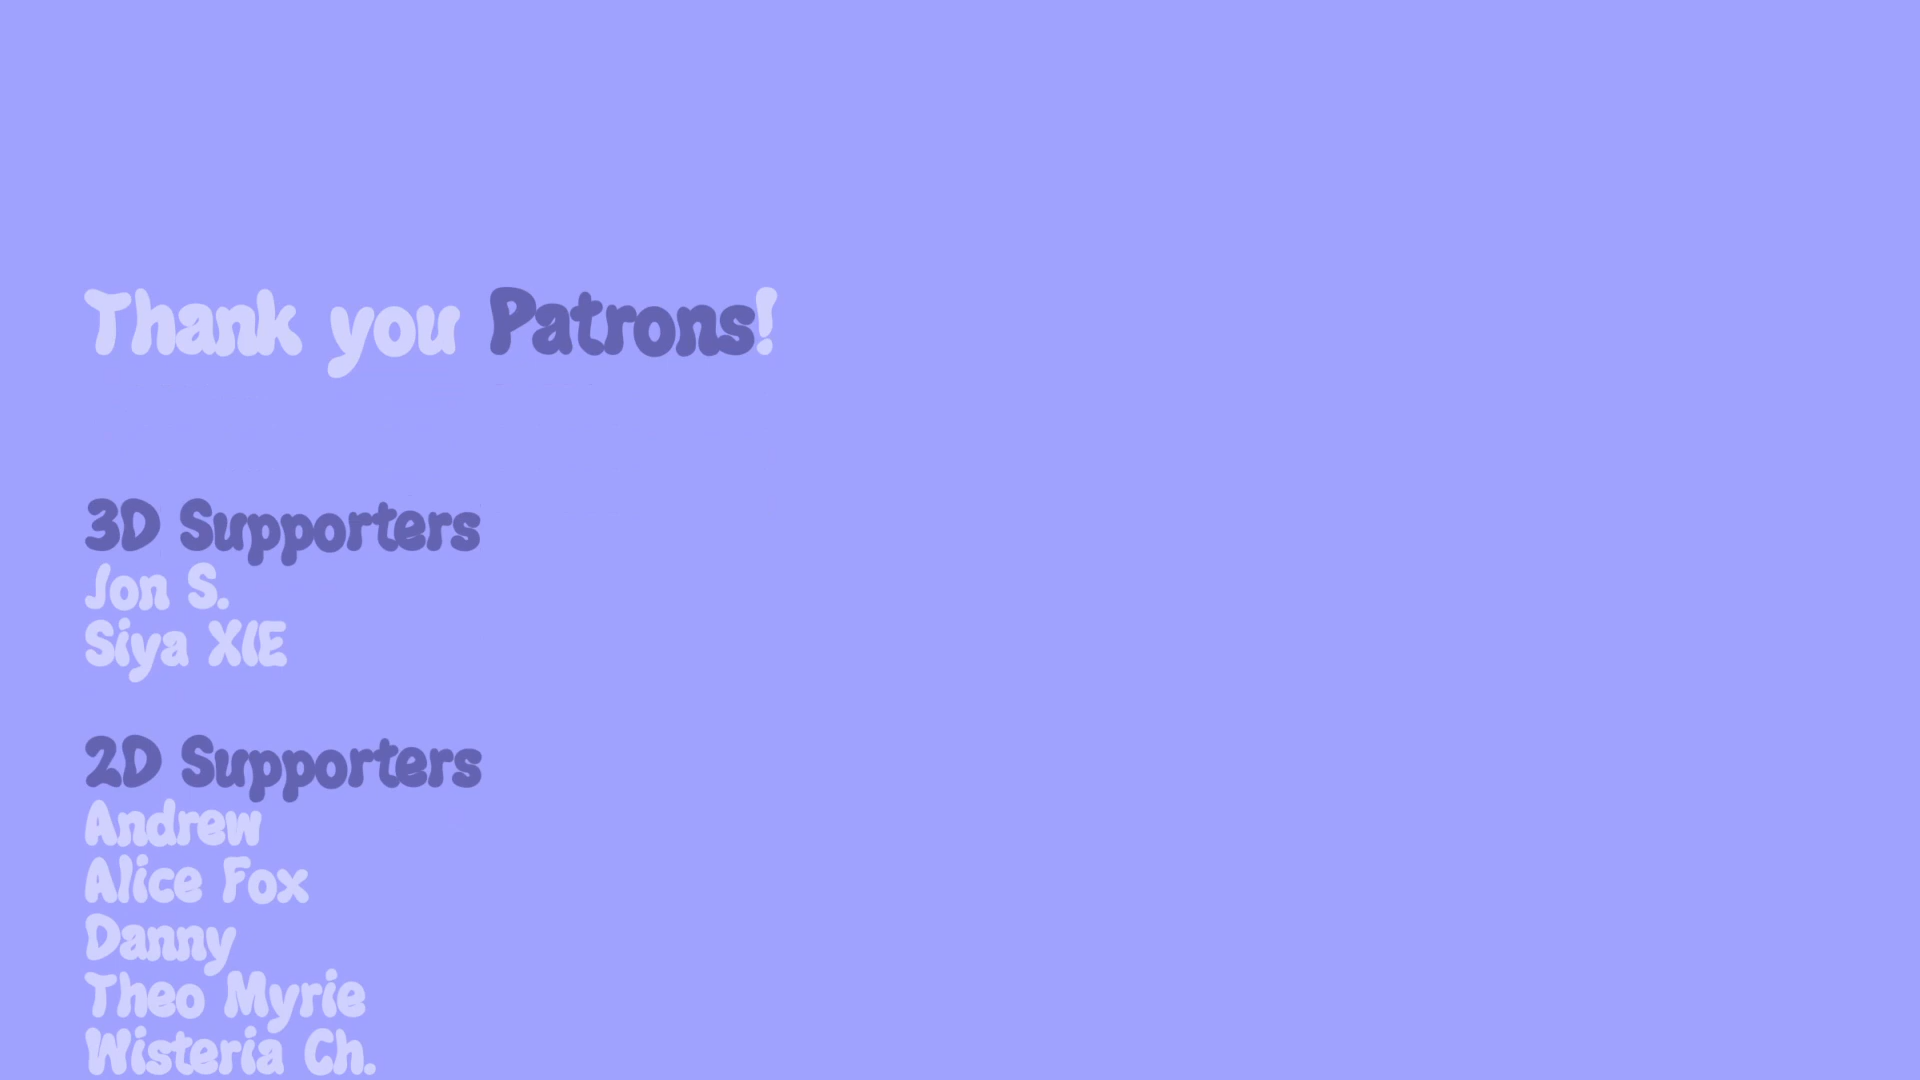 Thank you Patrons!
3D Supporters
Jon S.
Siya XIE
2D Supporters
Andrew
Alice Fox
Danny
Theo Myrie
Wisteria Ch.